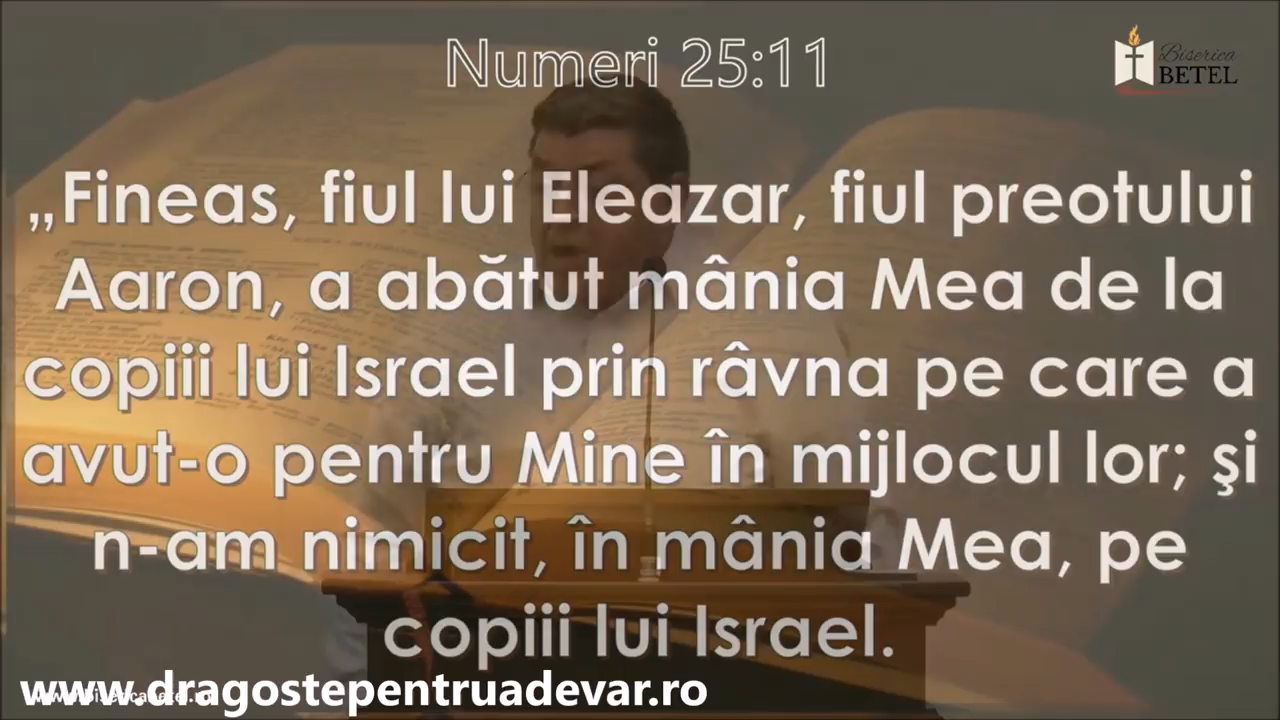 Numeri 25:11
Biserica
BETEL
„Fineas, fiul lui Eleazar, fiul preotului
Aaron, a abătut mânia Mea de la
copiii lui Israel prin râvna pe care a
avut-o pentru Mine în mijlocul lor; şi
n-am nimicit, în mânia Mea, pe
copiii lui Israel.
www.dragostepentruadevar.ro